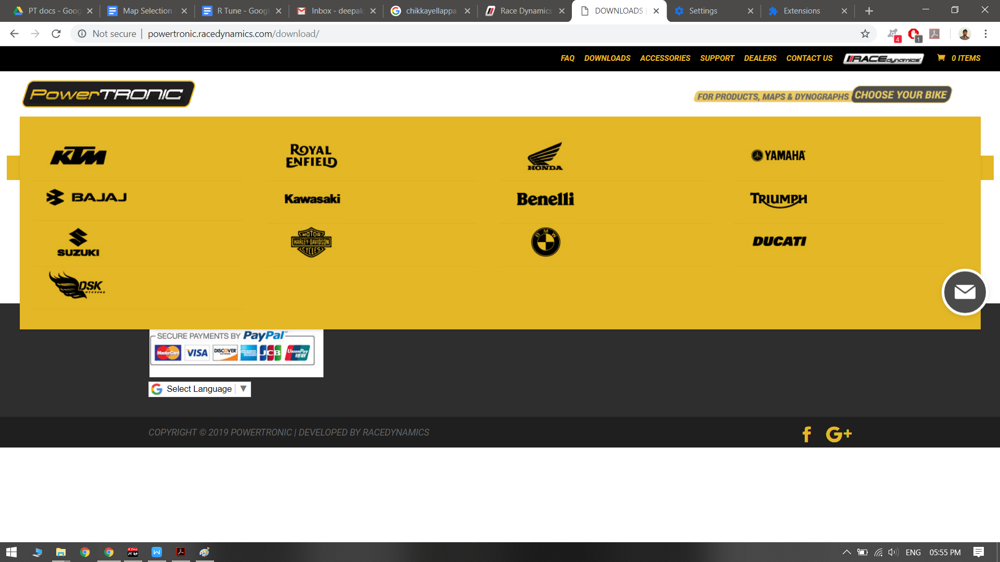 PT docs - Goog
Map Selection
R Tune - Googl
Inbox - deepak
chikkayellappa
Race Dynamics
DOWNLOADS |
Settings
Extensions
Not secure | powertronic.racedynamics.com/download/
4
1
FAQ DOWNLOADS ACCESSORIES SUPPORT DEALERS CONTACT US RACE dynamics 0 ITEMS
PowerTRONIC
FOR PRODUCTS, MAPS & DYNOGRAPHS CHOOSE YOUR BIKE
KTM
ROYAL ENFIELD
HONDA
YAMAHA
BAJAJ
Kawasaki
Benelli
TRIUMPH
SUZUKI
MOTOR HARLEY-DAVIDSON CYCLES
BMW
DUCATI
DSK
SECURE PAYMENTS BY PayPal
MasterCard VISA DISCOVER AMERICAN EXPRESS JCB UnionPay
Select Language ▼
COPYRIGHT © 2019 POWERTRONIC | DEVELOPED BY RACEDYNAMICS
f G+
ENG 05:55 PM